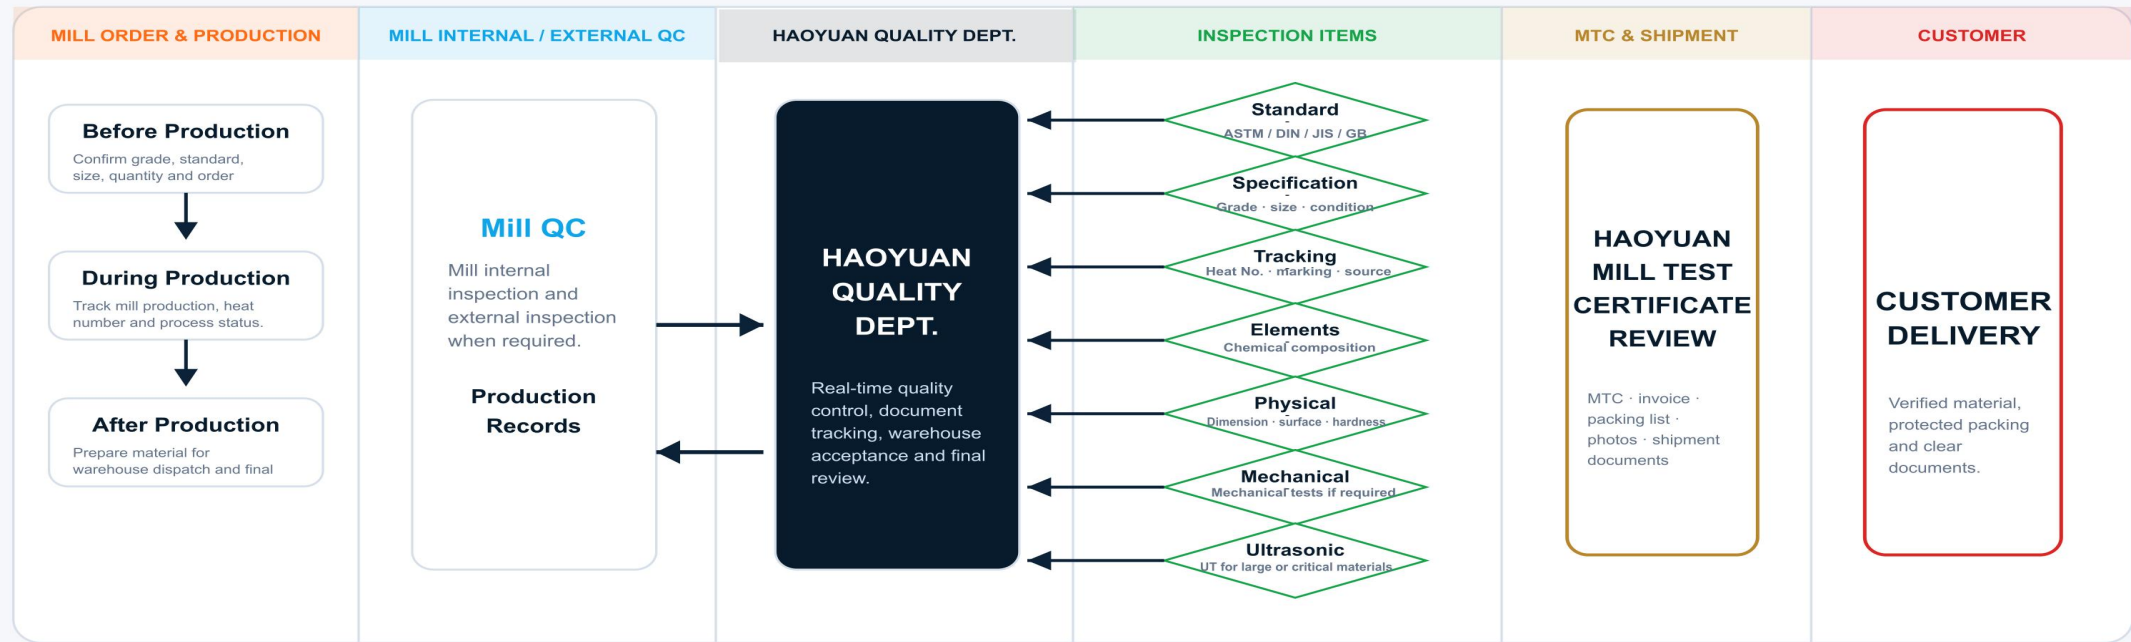 MILL ORDER & PRODUCTION
MILL INTERNAL / EXTERNAL QC
HAOYUAN QUALITY DEPT.
INSPECTION ITEMS
MTC & SHIPMENT
CUSTOMER
Before Production
Confirm grade, standard,
size, quantity and order
During Production
Track mill production, heat
number and process status.
After Production
Prepare material for
warehouse dispatch and final
Mill QC
Mill internal
inspection and
external inspection
when required.
Production
Records
HAOYUAN
QUALITY
DEPT.
Real-time quality
control, document
tracking, warehouse
acceptance and final
review.
Standard
ASTM / DIN / JIS / GB
Specification
Grade · size · condition
Tracking
Heat No. · marking · source
Elements
Chemical composition
Physical
Dimension · surface · hardness
Mechanical
Mechanical tests if required
Ultrasonic
UT for large or critical materials
HAOYUAN
MILL TEST
CERTIFICATE
REVIEW
MTC · invoice ·
packing list ·
photos · shipment
documents
CUSTOMER
DELIVERY
Verified material,
protected packing
and clear
documents.